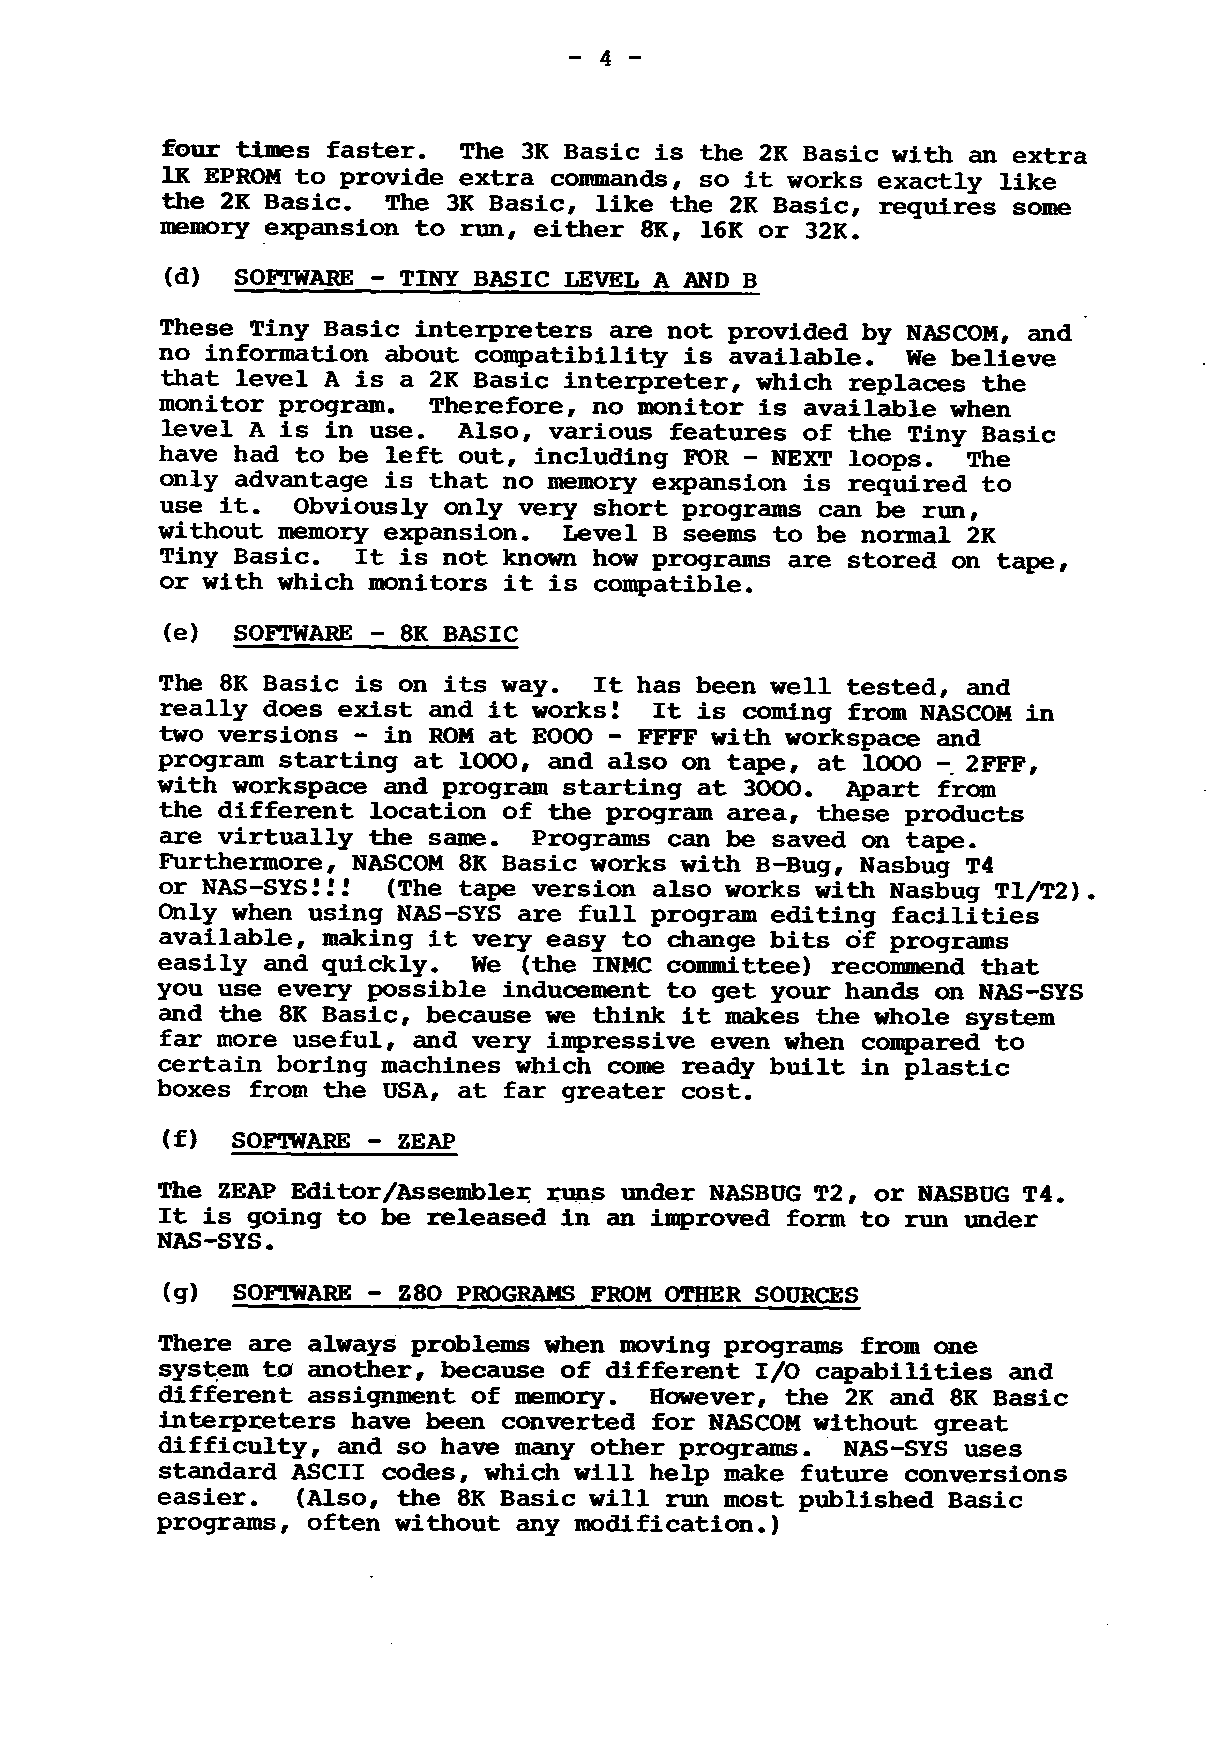 - 4 -
four times faster. The 3K Basic is the 2K Basic with an extra
1K EPROM to provide extra commands, so it works exactly like
the 2K Basic. The 3K Basic, like the 2K Basic, requires some
memory expansion to run, either 8K, 16K or 32K.
(d) SOFTWARE - TINY BASIC LEVEL A AND B
These Tiny Basic interpreters are not provided by NASCOM, and
no information about compatibility is available. We believe
that level A is a 2K Basic interpreter, which replaces the
monitor program. Therefore, no monitor is available when
level A is in use. Also, various features of the Tiny Basic
have had to be left out, including FOR - NEXT loops. The
only advantage is that no memory expansion is required to
use it. Obviously only very short programs can be run,
without memory expansion. Level B seems to be normal 2K
Tiny Basic. It is not known how programs are stored on tape,
or with which monitors it is compatible.
(e) SOFTWARE - 8K BASIC
The 8K Basic is on its way. It has been well tested, and
really does exist and it works! It is coming from NASCOM in
two versions - in ROM at E000 - FFFF with workspace and
program starting at 1000, and also on tape, at 1000 - 2FFF,
with workspace and program starting at 3000. Apart from
the different location of the program area, these products
are virtually the same. Programs can be saved on tape.
Furthermore, NASCOM 8K Basic works with B-Bug, Nasbug T4
or NAS-SYS!!! (The tape version also works with Nasbug T1/T2).
Only when using NAS-SYS are full program editing facilities
available, making it very easy to change bits of programs
easily and quickly. We (the INMC committee) recommend that
you use every possible inducement to get your hands on NAS-SYS
and the 8K Basic, because we think it makes the whole system
far more useful, and very impressive even when compared to
certain boring machines which come ready built in plastic
boxes from the USA, at far greater cost.
(f) SOFTWARE - ZEAP
The ZEAP Editor/Assembler runs under NASBUG T2, or NASBUG T4.
It is going to be released in an improved form to run under
NAS-SYS.
(g) SOFTWARE - Z80 PROGRAMS FROM OTHER SOURCES
There are always problems when moving programs from one
system to another, because of different I/O capabilities and
different assignment of memory. However, the 2K and 8K Basic
interpreters have been converted for NASCOM without great
difficulty, and so have many other programs. NAS-SYS uses
standard ASCII codes, which will help make future conversions
easier. (Also, the 8K Basic will run most published Basic
programs, often without any modification.)